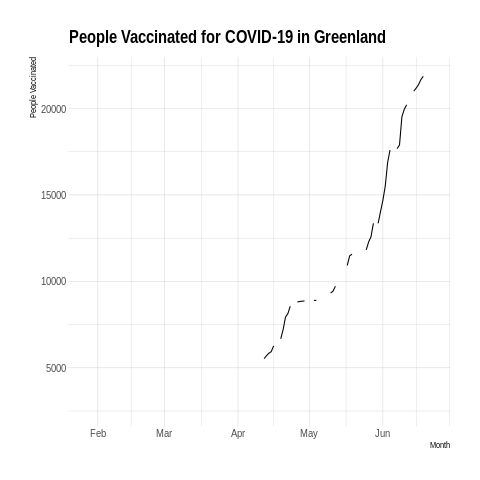 People Vaccinated for COVID-19 in Greenland
People Vaccinated
20000
15000
10000
5000
Feb Mar Apr May Jun
Month